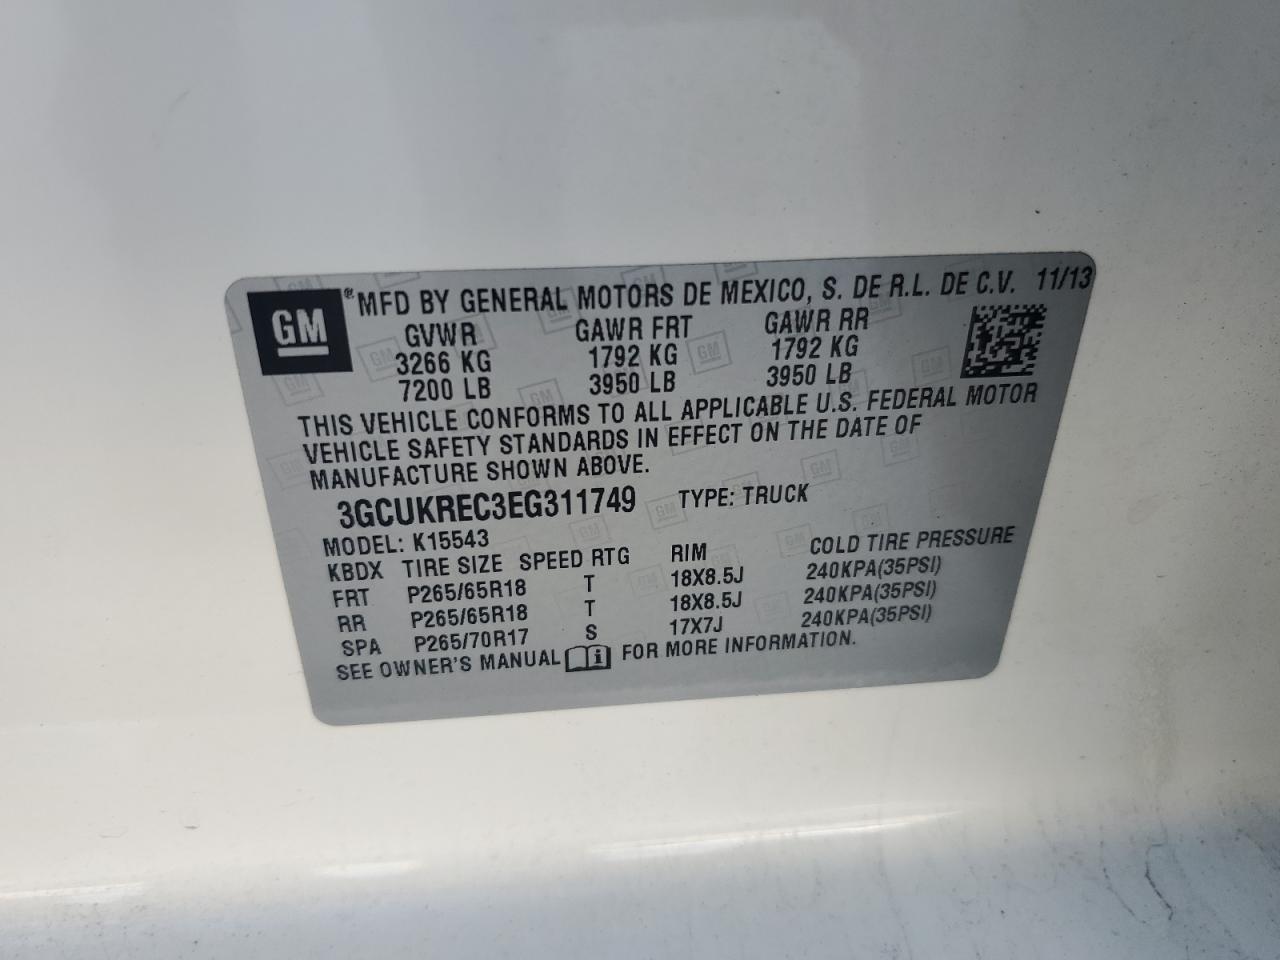 GM ® MFD BY GENERAL MOTORS DE MEXICO, S. DE R.L. DE C.V. 11/13
GVWR GAWR FRT GAWR RR
3266 KG 1792 KG 1792 KG
7200 LB 3950 LB 3950 LB
THIS VEHICLE CONFORMS TO ALL APPLICABLE U.S. FEDERAL MOTOR
VEHICLE SAFETY STANDARDS IN EFFECT ON THE DATE OF
MANUFACTURE SHOWN ABOVE.
3GCUKREC3EG311749 TYPE: TRUCK
MODEL: K15543
KBDX TIRE SIZE SPEED RTG RIM COLD TIRE PRESSURE
FRT P265/65R18 T 18X8.5J 240KPA(35PSI)
RR P265/65R18 T 18X8.5J 240KPA(35PSI)
SPA P265/70R17 S 17X7J 240KPA(35PSI)
SEE OWNER'S MANUAL FOR MORE INFORMATION.